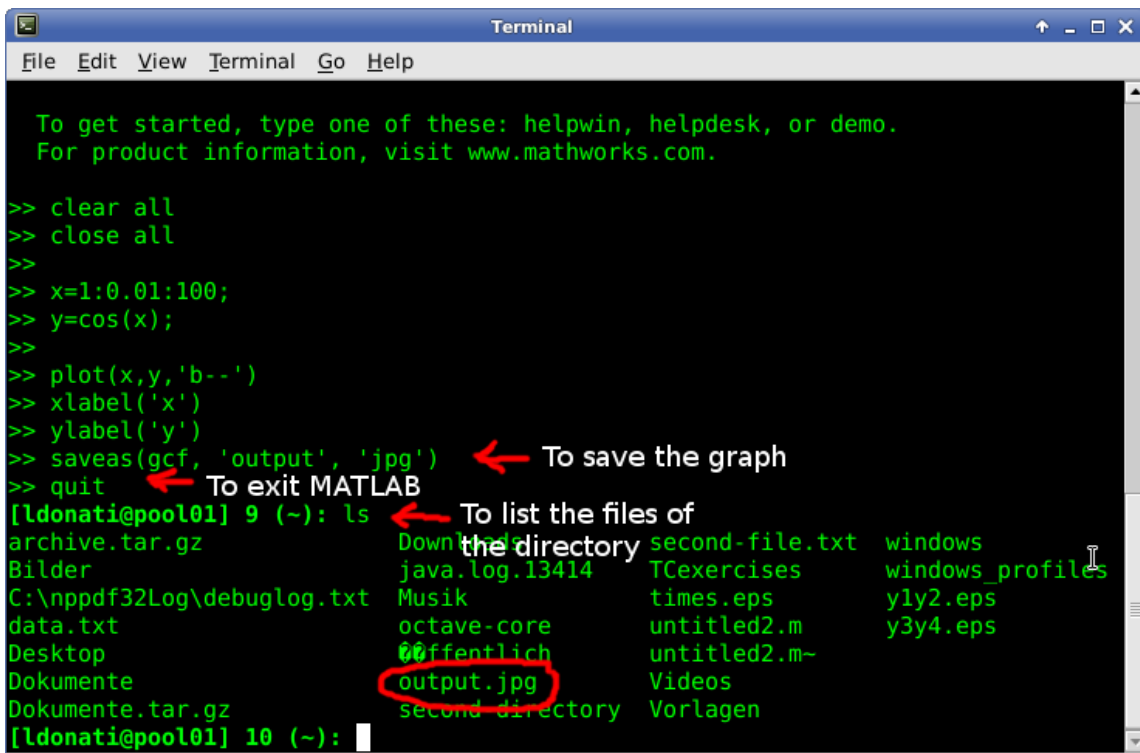 Terminal
File Edit View Terminal Go Help
To get started, type one of these: helpwin, helpdesk, or demo.
For product information, visit www.mathworks.com.
>> clear all
>> close all
>>
>> x=1:0.01:100;
>> y=cos(x);
>>
>> plot(x,y,'b--')
>> xlabel('x')
>> ylabel('y')
>> saveas(gcf, 'output', 'jpg') To save the graph
>> quit To exit MATLAB
[ldonati@pool01] 9 (~): ls To list the files of
the directory
archive.tar.gz Downloads second-file.txt windows
Bilder java.log.13414 TCexercises windows_profiles
C:\nppdf32Log\debuglog.txt Musik times.eps y1y2.eps
data.txt octave-core untitled2.m y3y4.eps
Desktop ��ffentlich untitled2.m~
Dokumente output.jpg Videos
Dokumente.tar.gz second-directory Vorlagen
[ldonati@pool01] 10 (~):